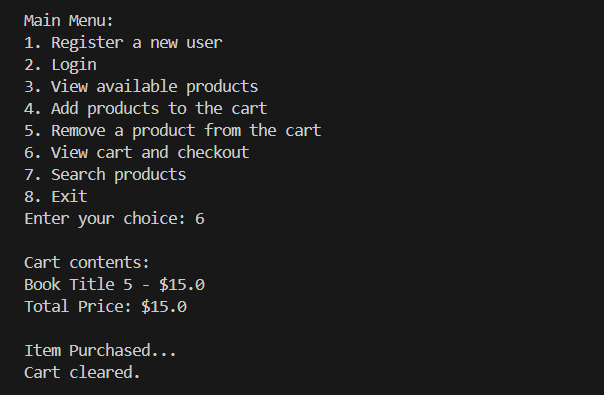 Main Menu:
1. Register a new user
2. Login
3. View available products
4. Add products to the cart
5. Remove a product from the cart
6. View cart and checkout
7. Search products
8. Exit
Enter your choice: 6
Cart contents:
Book Title 5 - $15.0
Total Price: $15.0
Item Purchased...
Cart cleared.